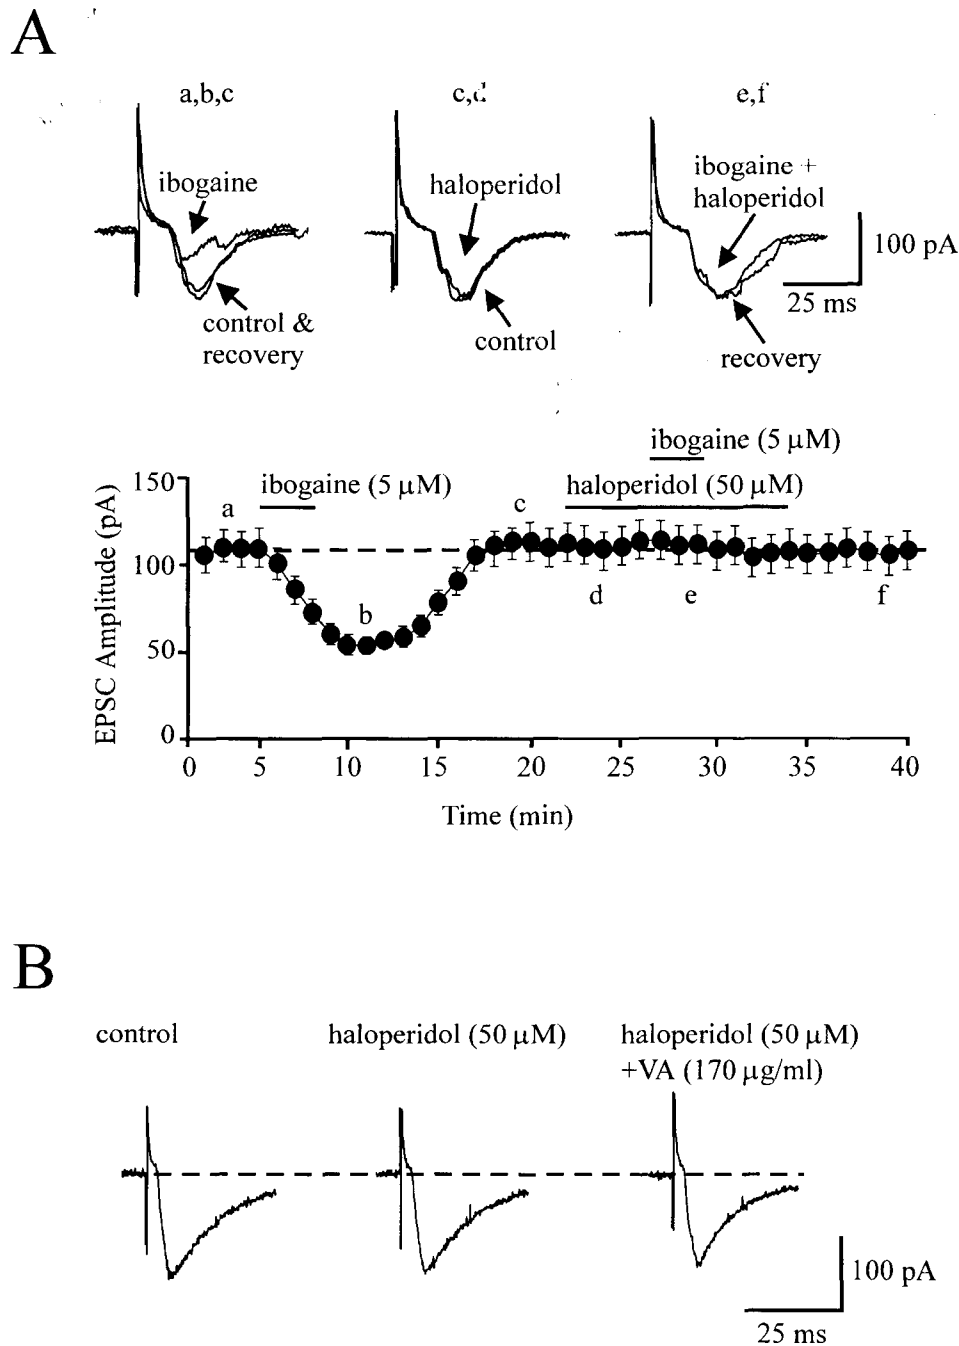 A
a,b,c
c,d
e,f
ibogaine
haloperidol
ibogaine +
haloperidol
100 pA
25 ms
control &
recovery
control
recovery
ibogaine (5 μM)
150
ibogaine (5 μM)
haloperidol (50 μM)
a
c
100
b
d
e
f
50
0
EPSC Amplitude (pA)
0 5 10 15 20 25 30 35 40
Time (min)
B
control
haloperidol (50 μM)
haloperidol (50 μM)
+VA (170 μg/ml)
100 pA
25 ms